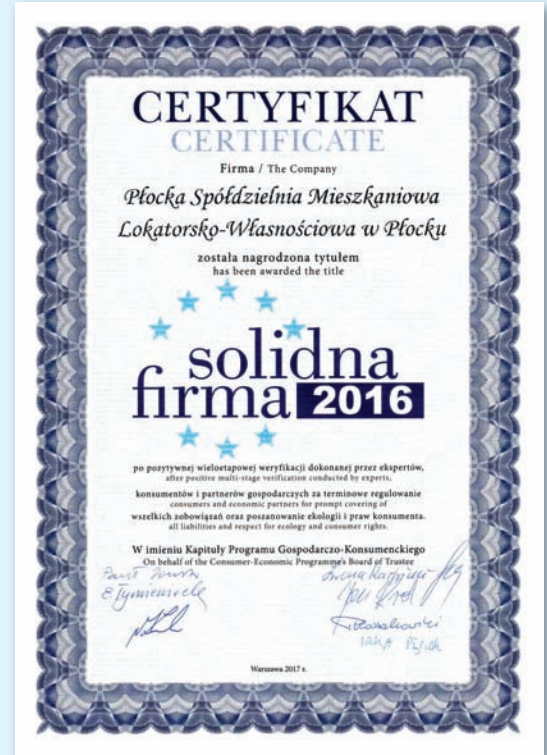 CERTYFIKAT
CERTIFICATE
Firma / The Company
Płocka Spółdzielnia Mieszkaniowa
Lokatorsko-Własnościowa w Płocku
została nagrodzona tytułem
has been awarded the title
solidna
firma 2016
po pozytywnej wieloetapowej weryfikacji dokonanej przez ekspertów,
after positive multi-stage verification conducted by experts,
konsumentów i partnerów gospodarczych za terminowe regulowanie
consumers and economic partners for prompt covering of
wszelkich zobowiązań oraz poszanowanie ekologii i praw konsumenta.
all liabilities and respect for ecology and consumer rights.
W imieniu Kapituły Programu Gospodarczo-Konsumenckiego
On behalf of the Consumer-Economic Programme's Board of Trustee
Warszawa 2017 r.